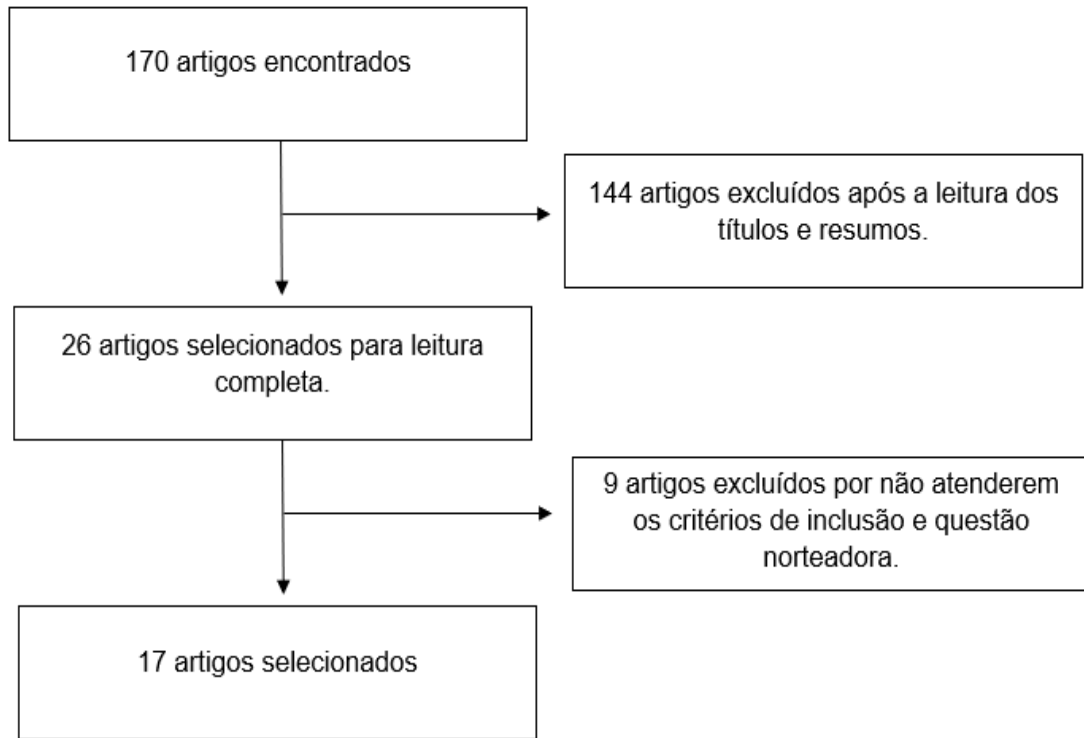 170 artigos encontrados
144 artigos excluídos após a leitura dos
títulos e resumos.
26 artigos selecionados para leitura
completa.
9 artigos excluídos por não atenderem
os critérios de inclusão e questão
norteadora.
17 artigos selecionados